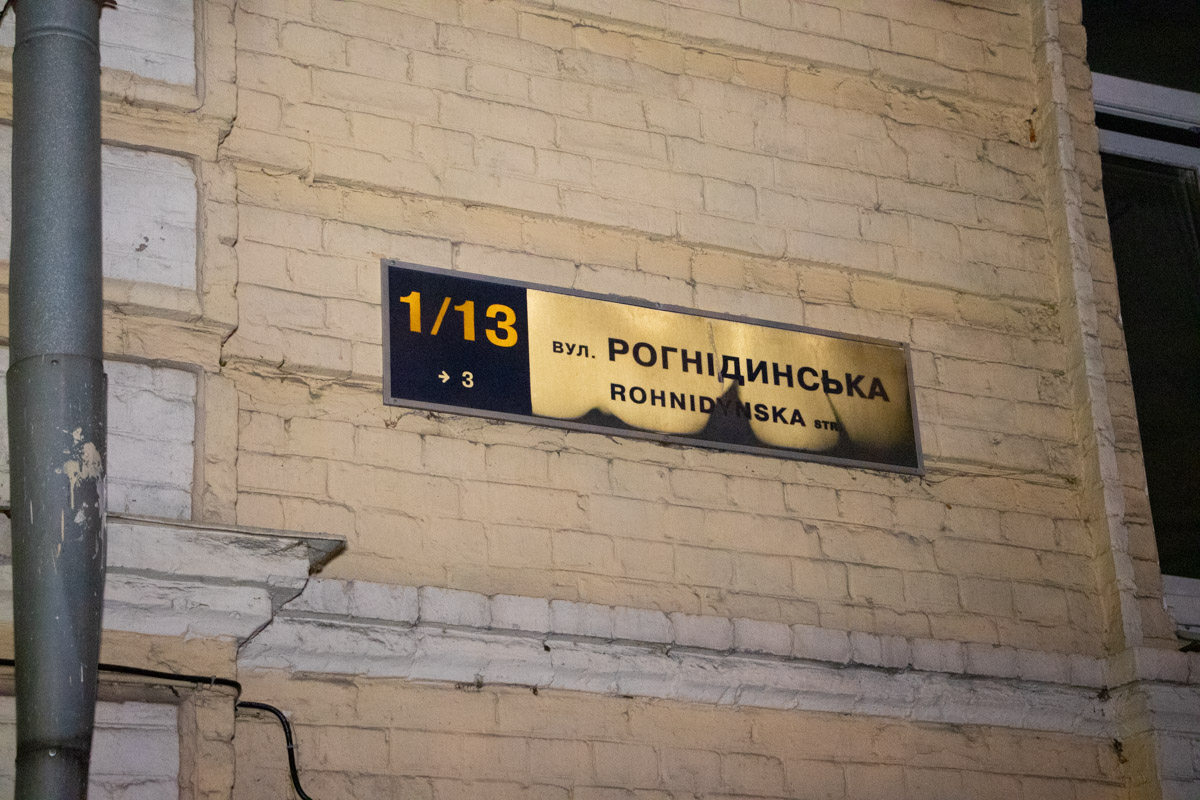 1/13
→ 3
вул. РОГНІДИНСЬКА
ROHNIDYNSKA STR.